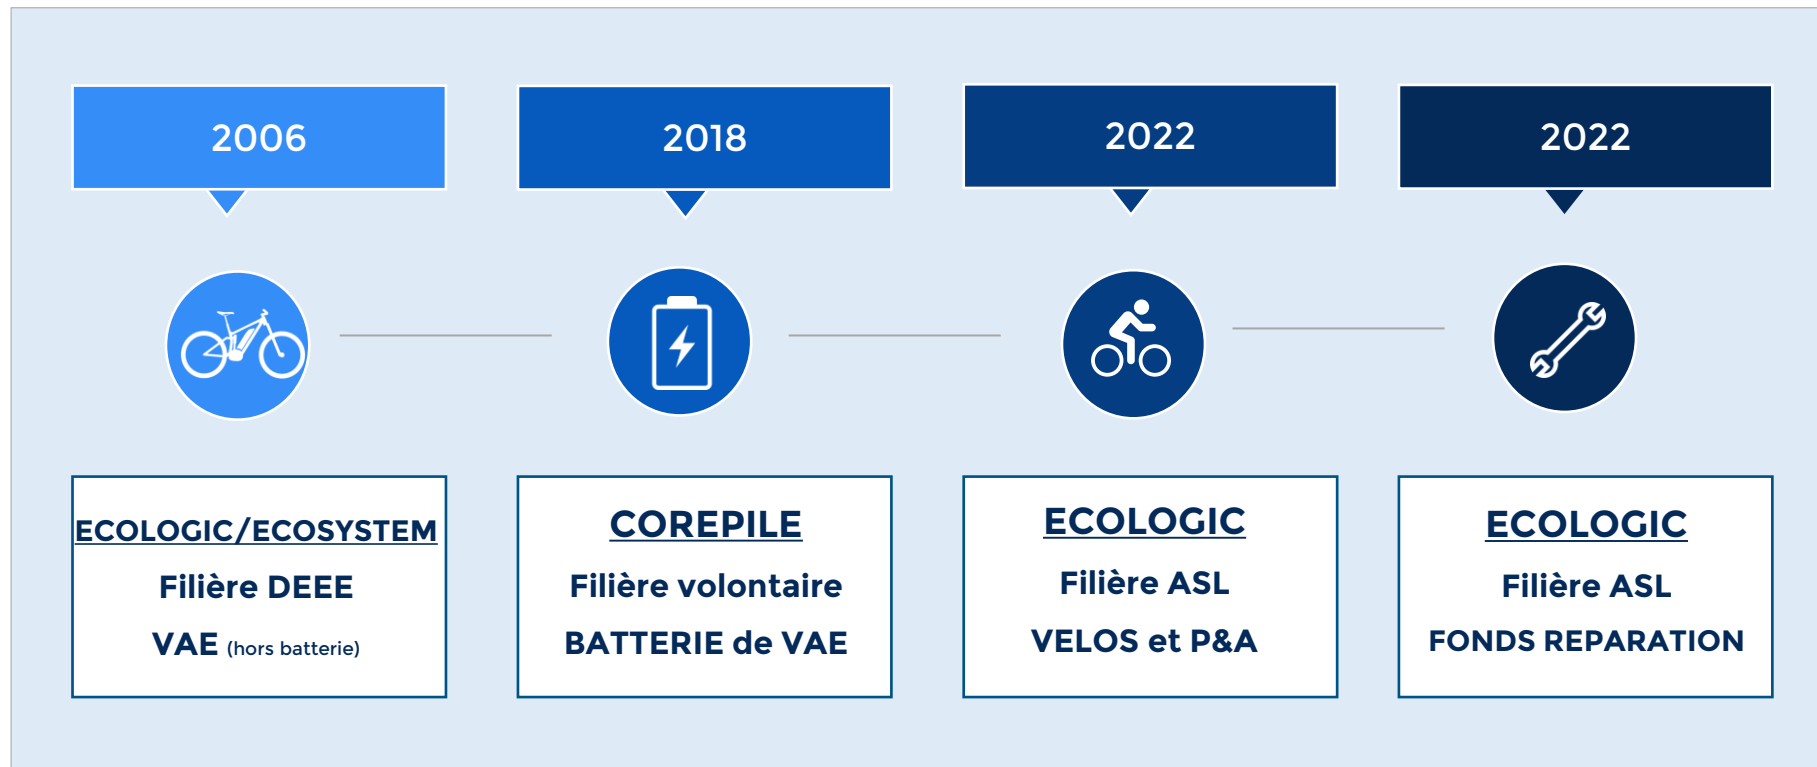 2006
2018
2022
2022
ECOLOGIC/ECOSYSTEM
Filière DEEE
VAE (hors batterie)
COREPILE
Filière volontaire
BATTERIE de VAE
ECOLOGIC
Filière ASL
VELOS et P&A
ECOLOGIC
Filière ASL
FONDS REPARATION